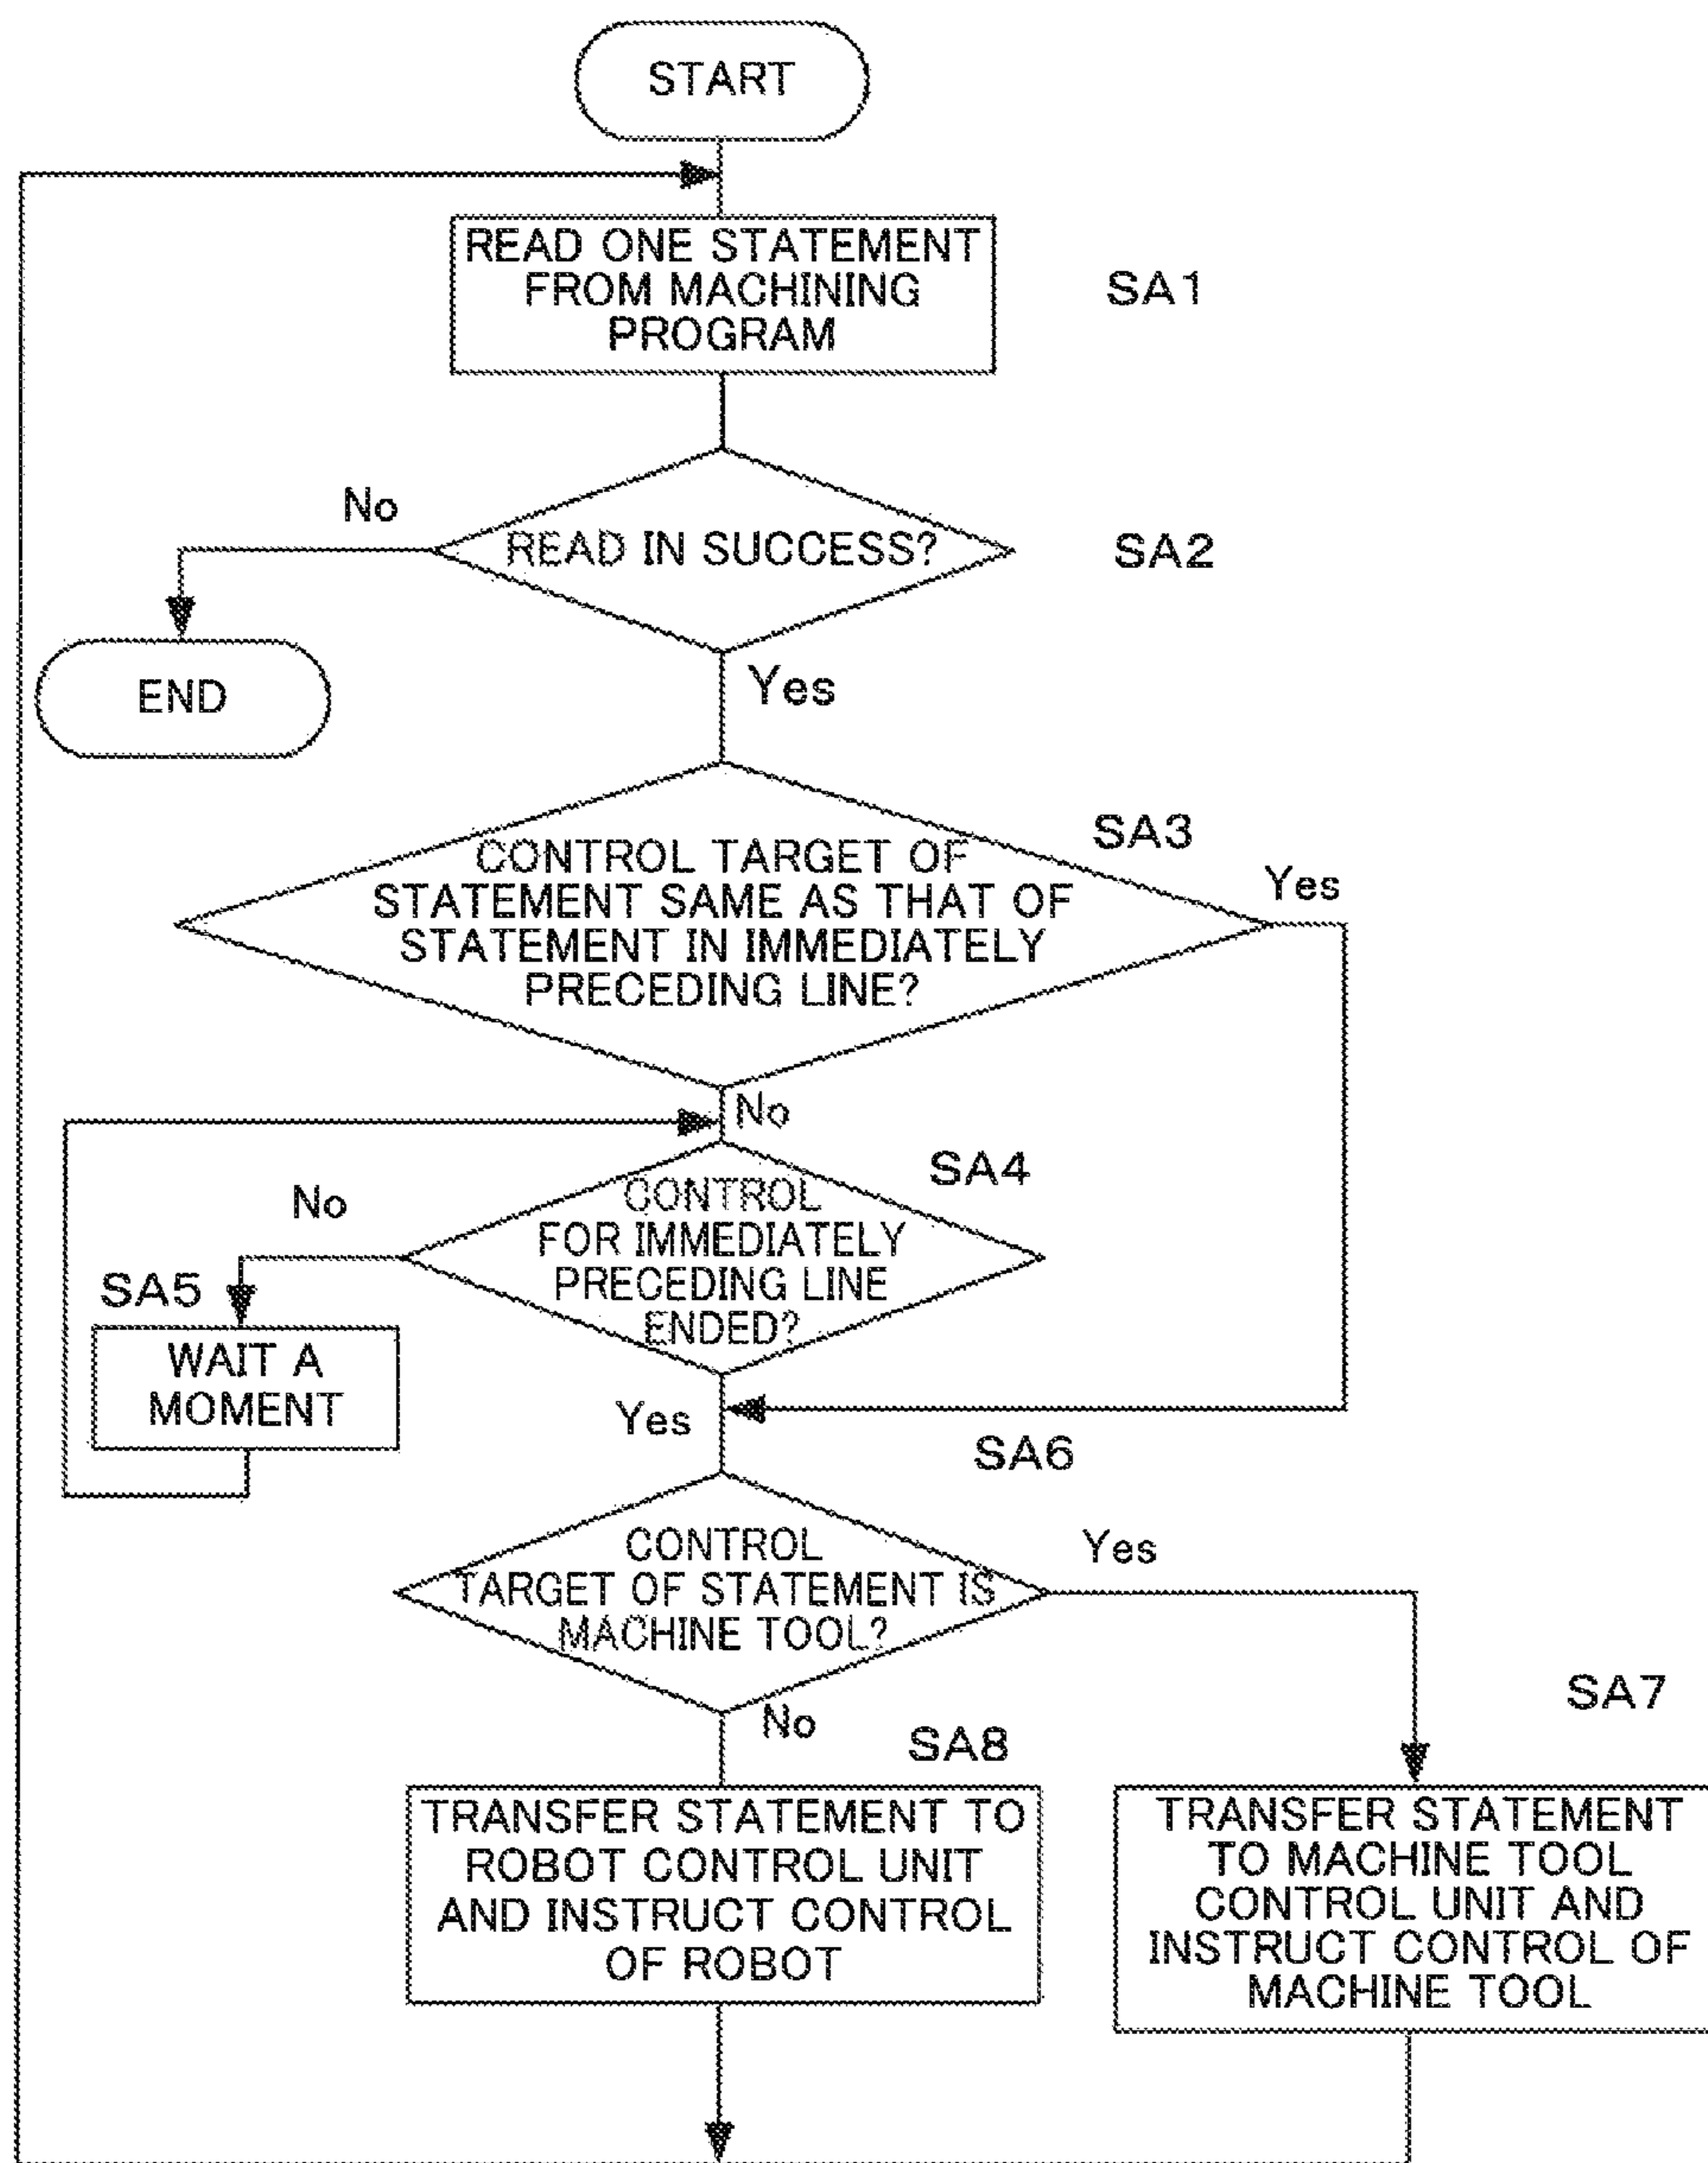 START
READ ONE STATEMENT
FROM MACHINING
PROGRAM
SA1
No
READ IN SUCCESS?
SA2
END
Yes
SA3
CONTROL TARGET OF
STATEMENT SAME AS THAT OF
STATEMENT IN IMMEDIATELY
PRECEDING LINE?
Yes
No
SA4
No
CONTROL
FOR IMMEDIATELY
PRECEDING LINE
ENDED?
SA5
WAIT A
MOMENT
Yes
SA6
CONTROL
TARGET OF STATEMENT IS
MACHINE TOOL?
Yes
No
SA8
SA7
TRANSFER STATEMENT TO
ROBOT CONTROL UNIT
AND INSTRUCT CONTROL
OF ROBOT
TRANSFER STATEMENT
TO MACHINE TOOL
CONTROL UNIT AND
INSTRUCT CONTROL OF
MACHINE TOOL